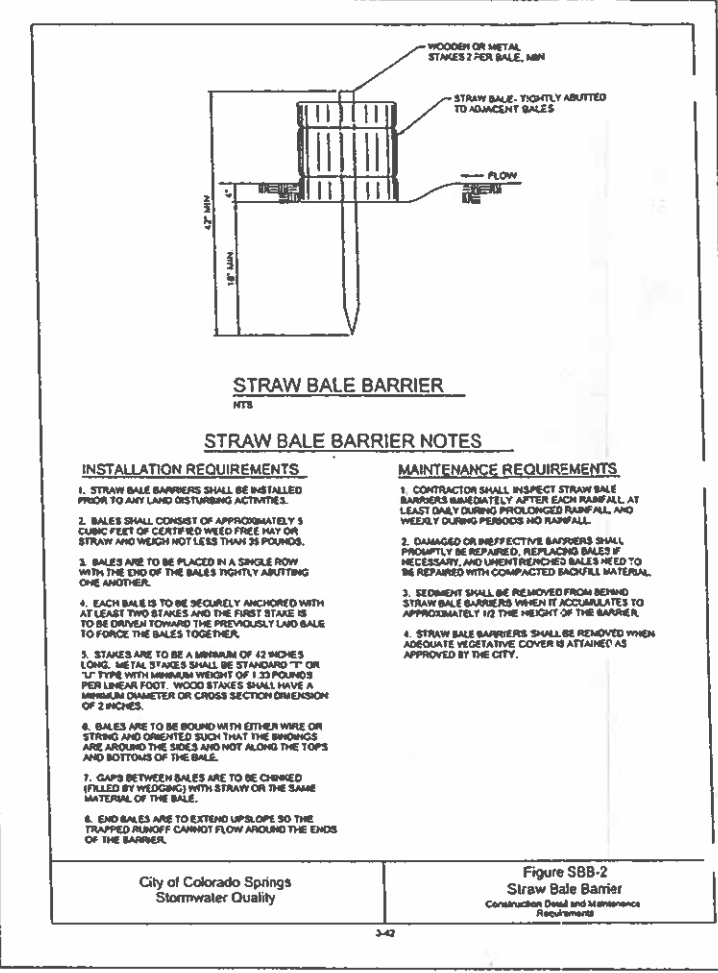 WOODEN OR METAL
STAKES 2 PER BALE, MIN
STRAW BALE- TIGHTLY ABUTTED
TO ADJACENT BALES
FLOW
4"
42" MIN
18" MIN.
STRAW BALE BARRIER
NTS
STRAW BALE BARRIER NOTES
INSTALLATION REQUIREMENTS
1. STRAW BALE BARRIERS SHALL BE INSTALLED
PRIOR TO ANY LAND DISTURBING ACTIVITIES.
2. BALES SHALL CONSIST OF APPROXIMATELY 5
CUBIC FEET OF CERTIFIED WEED FREE HAY OR
STRAW AND WEIGH NOT LESS THAN 35 POUNDS.
3. BALES ARE TO BE PLACED IN A SINGLE ROW
WITH THE END OF THE BALES TIGHTLY ABUTTING
ONE ANOTHER.
4. EACH BALE IS TO BE SECURELY ANCHORED WITH
AT LEAST TWO STAKES AND THE FIRST STAKE IS
TO BE DRIVEN TOWARD THE PREVIOUSLY LAID BALE
TO FORCE THE BALES TOGETHER.
5. STAKES ARE TO BE A MINIMUM OF 42 INCHES
LONG. METAL STAKES SHALL BE STANDARD "T" OR
"U" TYPE WITH MINIMUM WEIGHT OF 1.33 POUNDS
PER LINEAR FOOT. WOOD STAKES SHALL HAVE A
MINIMUM DIAMETER OR CROSS SECTION DIMENSION
OF 2 INCHES.
6. BALES ARE TO BE BOUND WITH EITHER WIRE OR
STRING AND ORIENTED SUCH THAT THE BINDINGS
ARE AROUND THE SIDES AND NOT ALONG THE TOPS
AND BOTTOMS OF THE BALE.
7. GAPS BETWEEN BALES ARE TO BE CHINKED
(FILLED BY WEDGING) WITH STRAW OR THE SAME
MATERIAL OF THE BALE.
8. END BALES ARE TO EXTEND UPSLOPE SO THE
TRAPPED RUNOFF CANNOT FLOW AROUND THE ENDS
OF THE BARRIER.
MAINTENANCE REQUIREMENTS
1. CONTRACTOR SHALL INSPECT STRAW BALE
BARRIERS IMMEDIATELY AFTER EACH RAINFALL, AT
LEAST DAILY DURING PROLONGED RAINFALL, AND
WEEKLY DURING PERIODS NO RAINFALL.
2. DAMAGED OR INEFFECTIVE BARRIERS SHALL
PROMPTLY BE REPAIRED, REPLACING BALES IF
NECESSARY, AND UNENTRENCHED BALES NEED TO
BE REPAIRED WITH COMPACTED BACKFILL MATERIAL.
3. SEDIMENT SHALL BE REMOVED FROM BEHIND
STRAW BALE BARRIERS WHEN IT ACCUMULATES TO
APPROXIMATELY 1/2 THE HEIGHT OF THE BARRIER.
4. STRAW BALE BARRIERS SHALL BE REMOVED WHEN
ADEQUATE VEGETATIVE COVER IS ATTAINED AS
APPROVED BY THE CITY.
City of Colorado Springs
Stormwater Quality
Figure SBB-2
Straw Bale Barrier
Construction Detail and Maintenance
Requirements
3-42